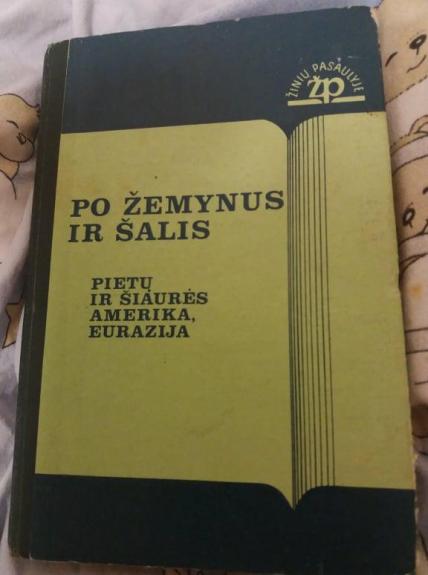 ŽINIŲ PASAULYJE
žp
PO ŽEMYNUS
IR ŠALIS
PIETŲ
IR ŠIAURĖS
AMERIKA,
EURAZIJA